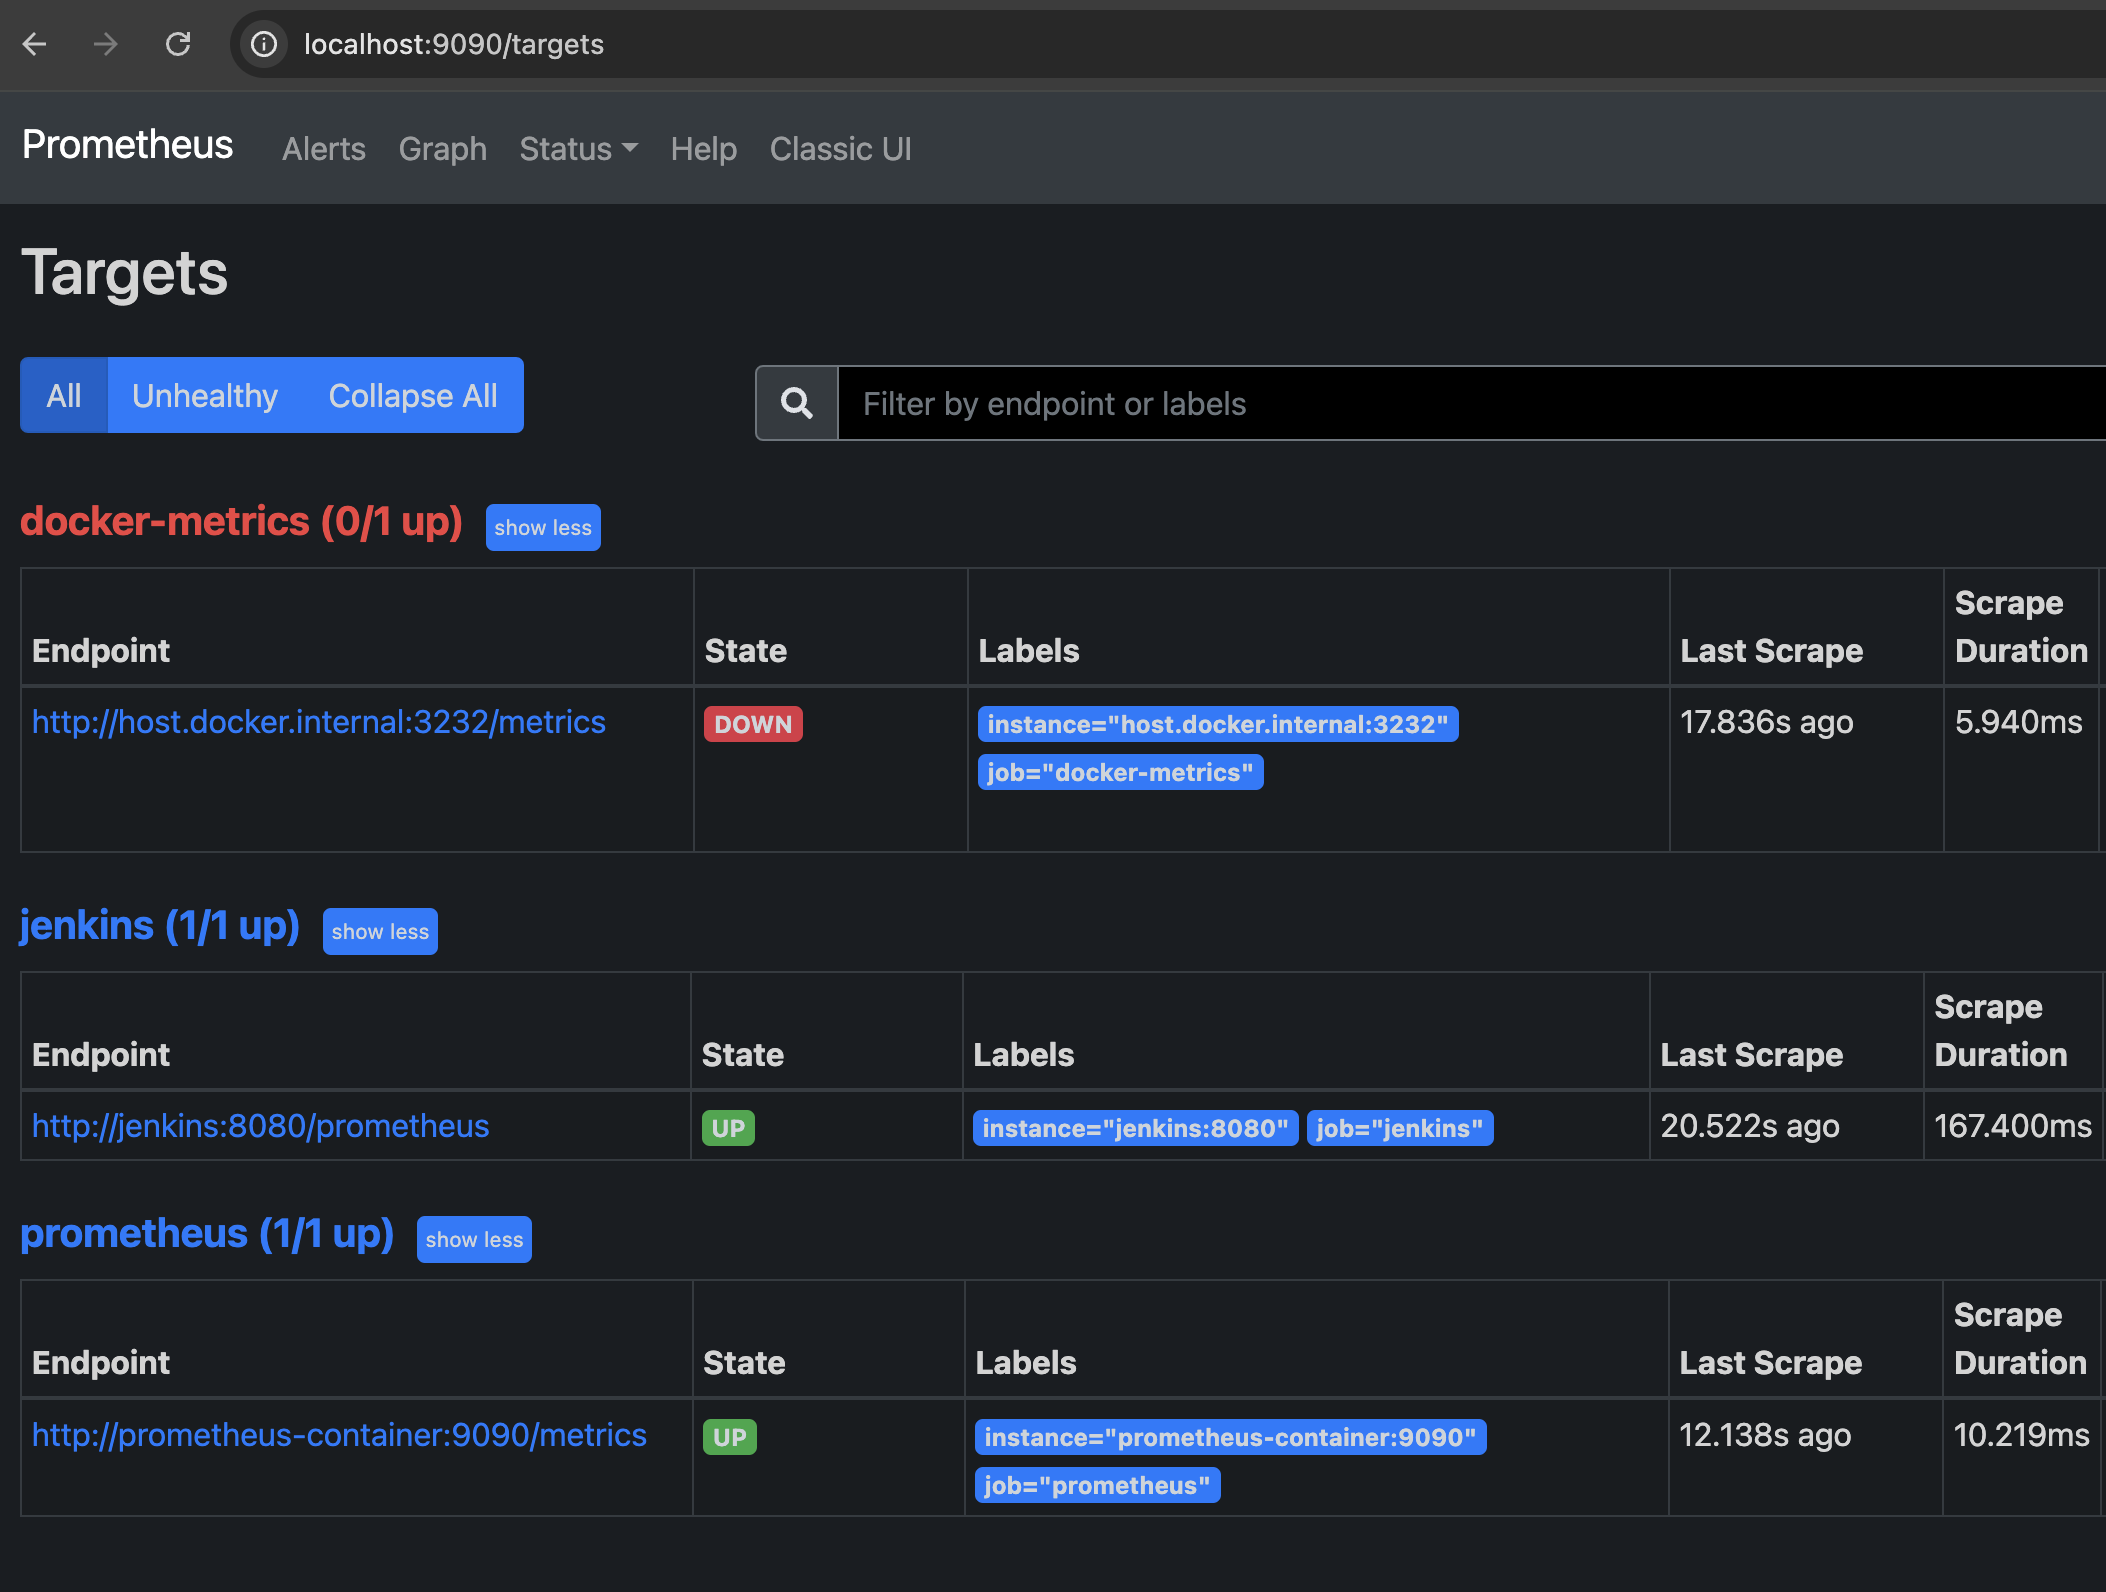 localhost:9090/targets
Prometheus Alerts Graph Status Help Classic UI
Targets
All Unhealthy Collapse All Filter by endpoint or labels
docker-metrics (0/1 up) show less
Endpoint State Labels Last Scrape Scrape Duration
http://host.docker.internal:3232/metrics DOWN instance="host.docker.internal:3232" 17.836s ago 5.940ms
job="docker-metrics"
jenkins (1/1 up) show less
Endpoint State Labels Last Scrape Scrape Duration
http://jenkins:8080/prometheus UP instance="jenkins:8080" job="jenkins" 20.522s ago 167.400ms
prometheus (1/1 up) show less
Endpoint State Labels Last Scrape Scrape Duration
http://prometheus-container:9090/metrics UP instance="prometheus-container:9090" 12.138s ago 10.219ms
job="prometheus"